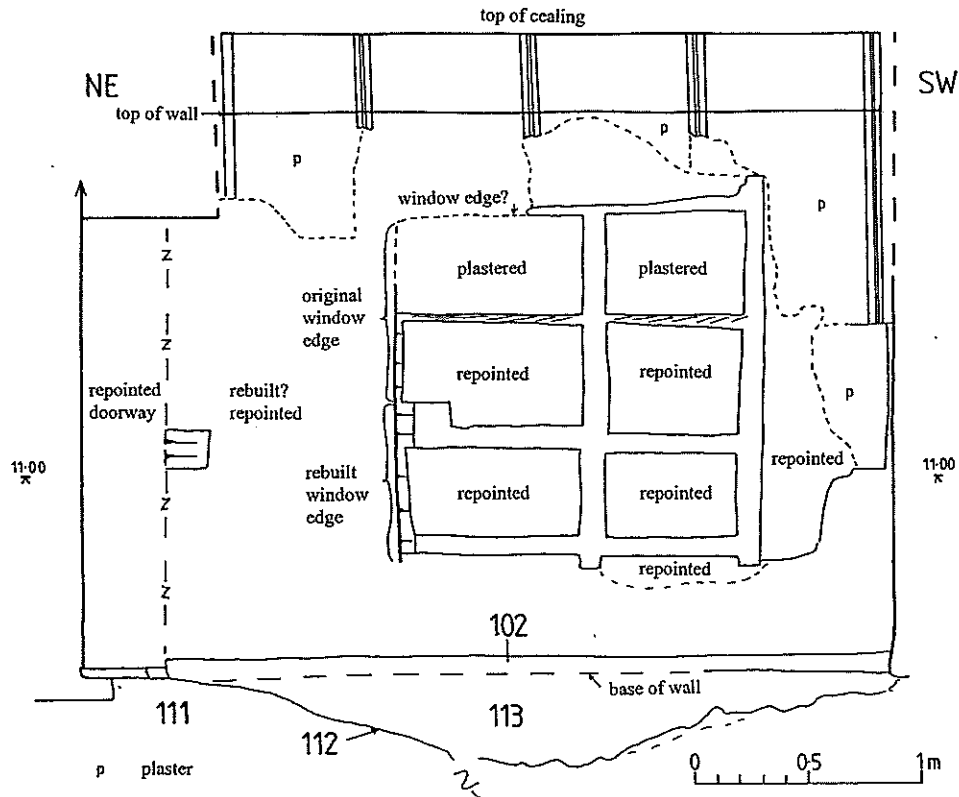 top of cealing
NE
SW
top of wall
p
p
p
window edge?
plastered
plastered
original
window
edge
repointed
doorway
rebuilt?
repointed
repointed
repointed
p
11·00
11·00
rebuilt
window
edge
repointed
repointed
repointed
repointed
102
base of wall
111
113
112
p plaster
0
0·5
1m